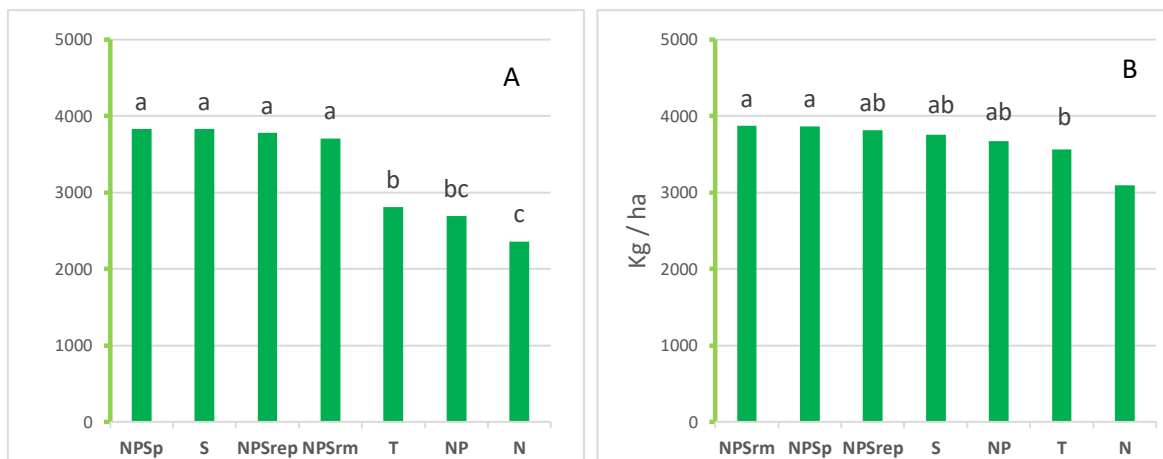 5000
4000
3000
2000
1000
0
A
a a a a b bc c
NPSp S NPSrep NPSrm T NP N
Kg / ha
5000
4000
3000
2000
1000
0
B
a a ab ab ab b
NPSrm NPSp NPSrep S NP T N